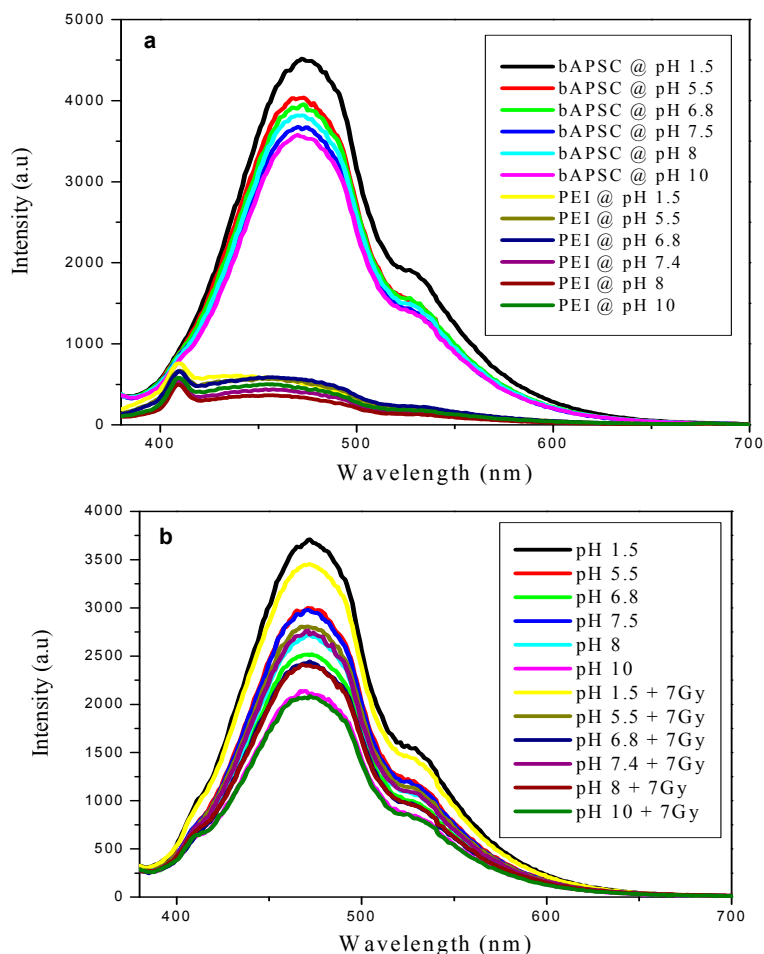 a
5000
4000
3000
2000
1000
0
Intensity (a.u)
bAPSC @ pH 1.5
bAPSC @ pH 5.5
bAPSC @ pH 6.8
bAPSC @ pH 7.5
bAPSC @ pH 8
bAPSC @ pH 10
PEI @ pH 1.5
PEI @ pH 5.5
PEI @ pH 6.8
PEI @ pH 7.4
PEI @ pH 8
PEI @ pH 10
400 500 600 700
Wavelength (nm)
b
4000
3500
3000
2500
2000
1500
1000
500
0
Intensity (a.u)
pH 1.5
pH 5.5
pH 6.8
pH 7.5
pH 8
pH 10
pH 1.5 + 7Gy
pH 5.5 + 7Gy
pH 6.8 + 7Gy
pH 7.4 + 7Gy
pH 8 + 7Gy
pH 10 + 7Gy
400 500 600 700
Wavelength (nm)